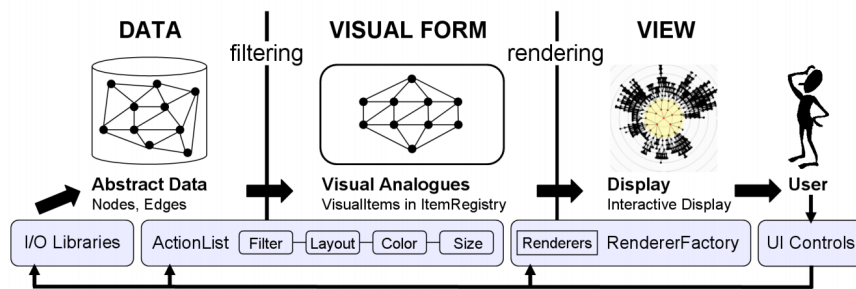 DATA
VISUAL FORM
VIEW
filtering
rendering
Abstract Data
Nodes, Edges
Visual Analogues
VisualItems in ItemRegistry
Display
Interactive Display
User
I/O Libraries
ActionList
Filter
Layout
Color
Size
Renderers
RendererFactory
UI Controls